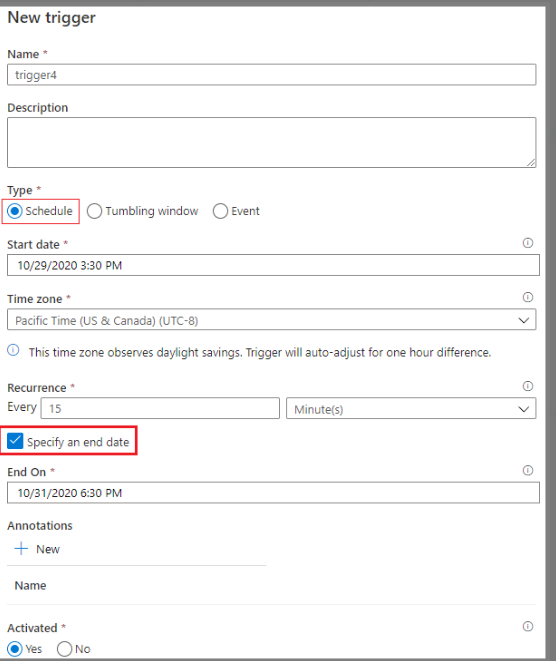 New trigger
Name *
trigger4
Description
Type *
Schedule Tumbling window Event
Start date *
10/29/2020 3:30 PM
Time zone *
Pacific Time (US & Canada) (UTC-8)
This time zone observes daylight savings. Trigger will auto-adjust for one hour difference.
Recurrence *
Every 15 Minute(s)
Specify an end date
End On *
10/31/2020 6:30 PM
Annotations
+ New
Name
Activated *
Yes No